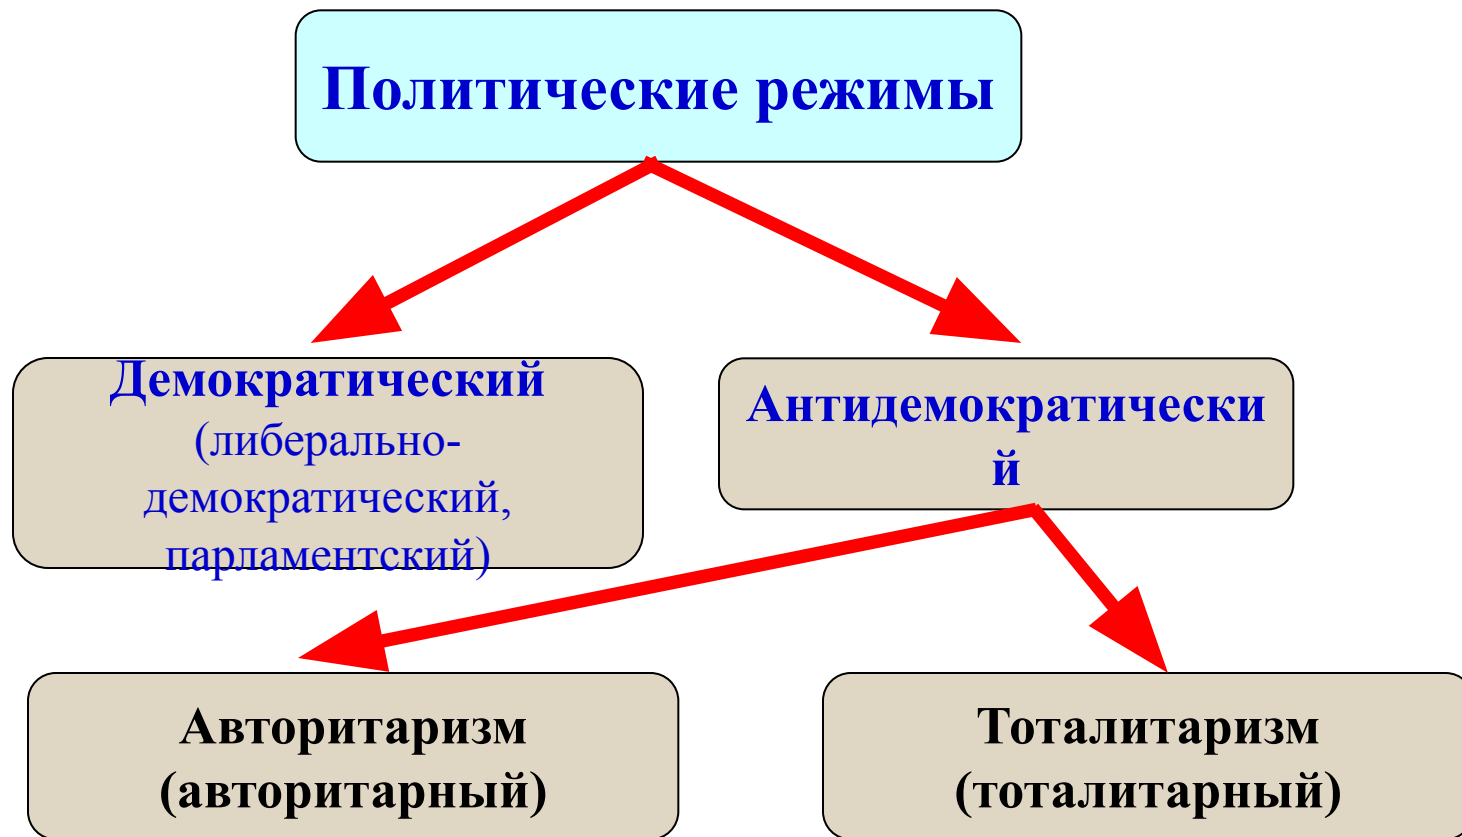 Политические режимы
Демократический
(либерально-
демократический,
парламентский)
Антидемократически
й
Авторитаризм
(авторитарный)
Тоталитаризм
(тоталитарный)